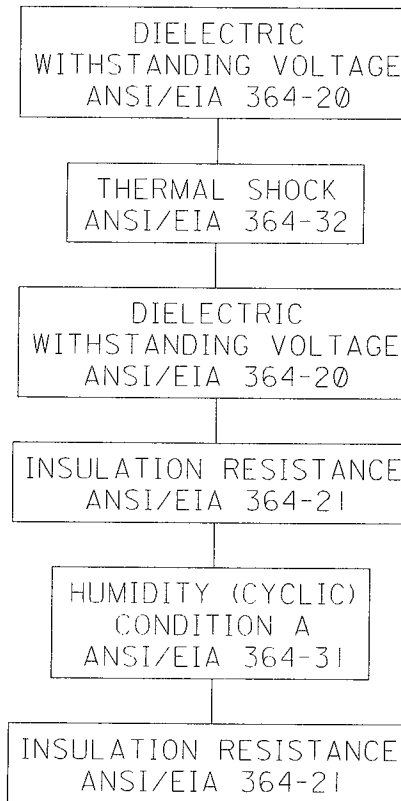 DIELECTRIC
WITHSTANDING VOLTAGE
ANSI/EIA 364-20
THERMAL SHOCK
ANSI/EIA 364-32
DIELECTRIC
WITHSTANDING VOLTAGE
ANSI/EIA 364-20
INSULATION RESISTANCE
ANSI/EIA 364-21
HUMIDITY (CYCLIC)
CONDITION A
ANSI/EIA 364-31
INSULATION RESISTANCE
ANSI/EIA 364-21